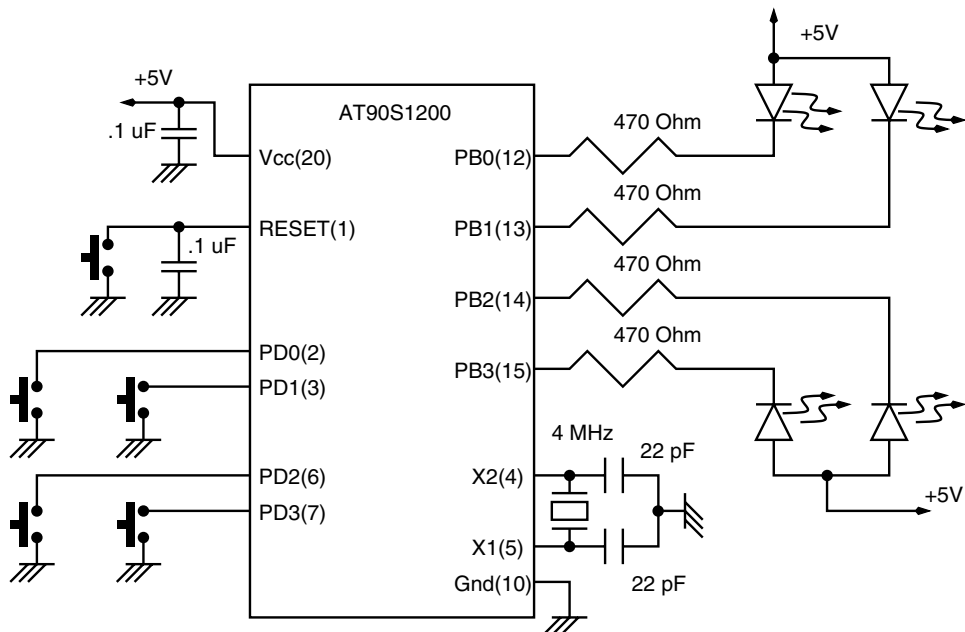 +5V
+5V
AT90S1200
.1 uF
470 Ohm
Vcc(20)
PB0(12)
470 Ohm
RESET(1)
PB1(13)
.1 uF
470 Ohm
PB2(14)
470 Ohm
PD0(2)
PB3(15)
PD1(3)
4 MHz
22 pF
PD2(6)
X2(4)
+5V
PD3(7)
X1(5)
Gnd(10)
22 pF